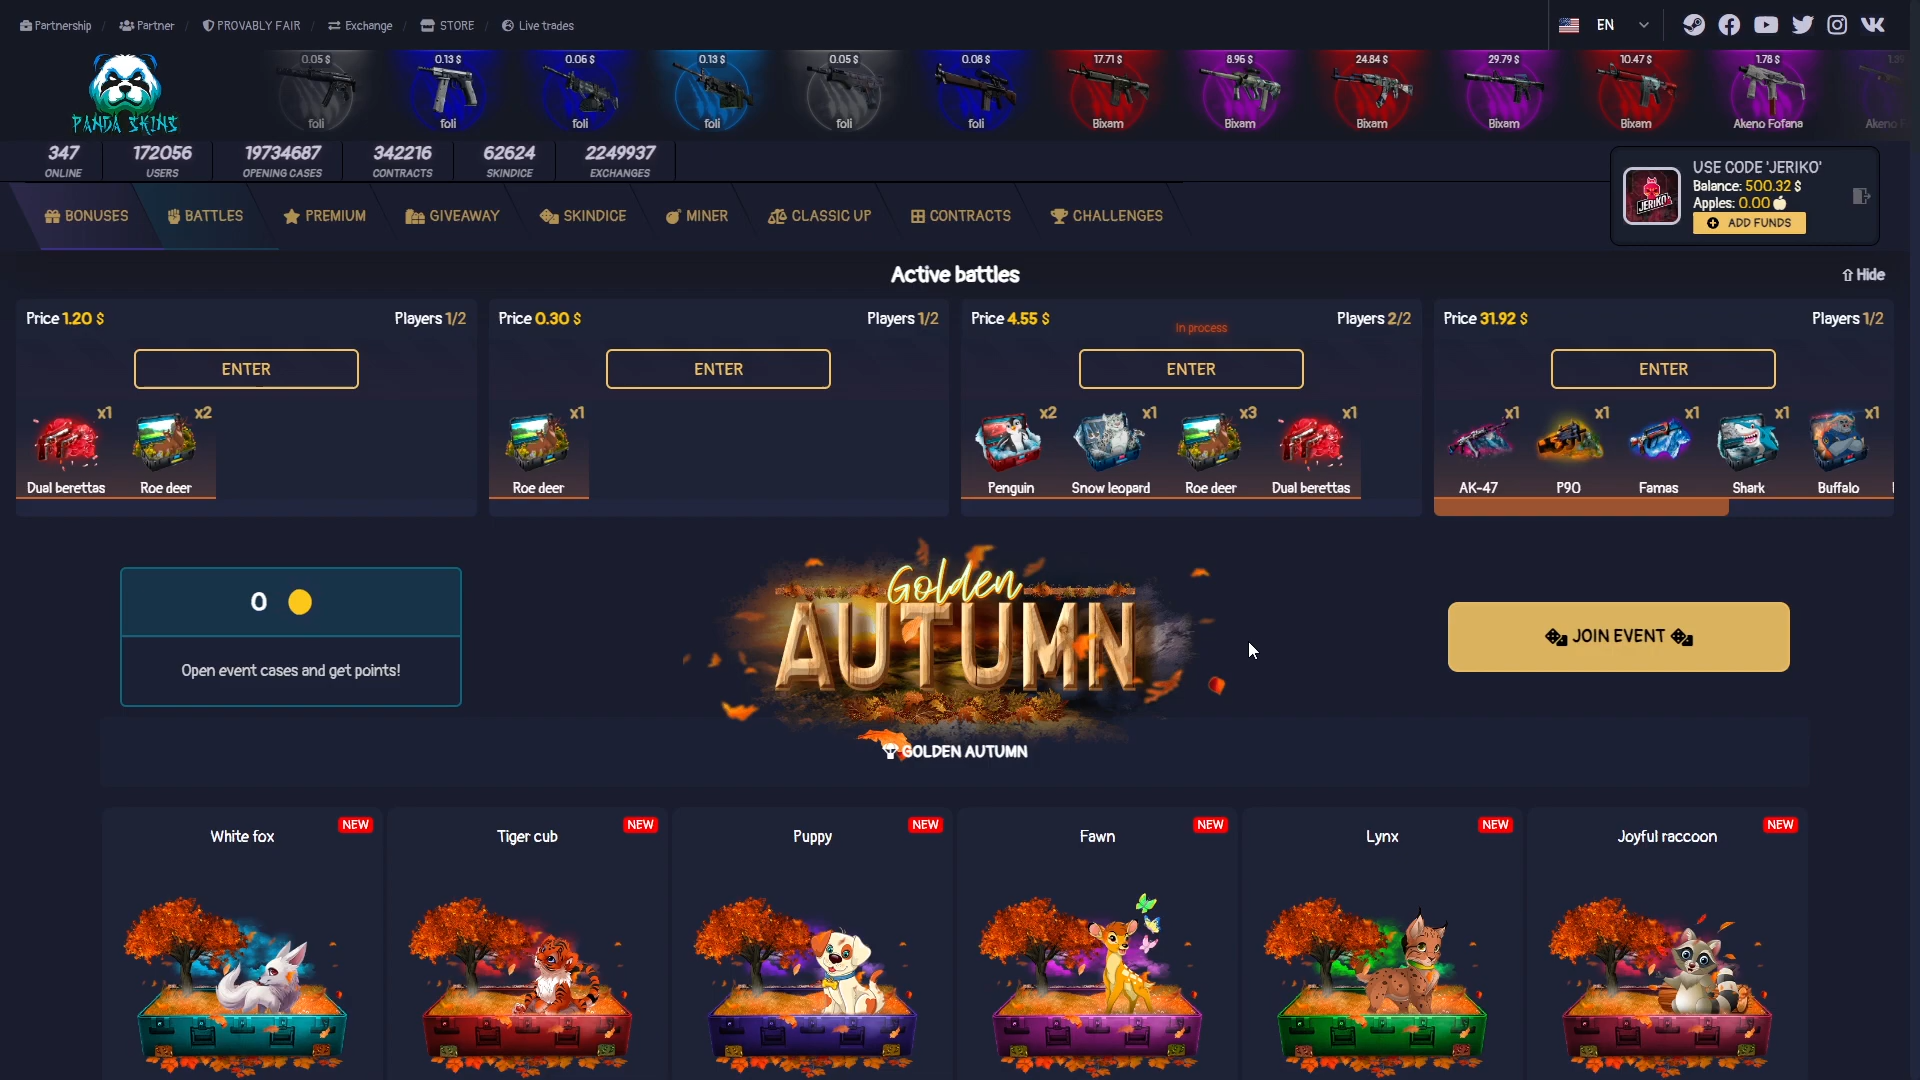 Partnership / Partner / PROVABLY FAIR / Exchange / STORE / Live trades
EN
PANDA SKINS
0.05 $ 0.13 $ 0.06 $ 0.13 $ 0.05 $ 0.08 $ 17.71 $ 8.96 $ 24.84 $ 29.79 $ 10.47 $ 1.78 $ 1.39
foli foli foli foli foli foli Bixam Bixam Bixam Bixam Bixam Akeno Fofana Akeno
347 172056 19734687 342216 62624 2249937
ONLINE USERS OPENING CASES CONTRACTS SKINDICE EXCHANGES
USE CODE 'JERIKO'
Balance: 500.32 $
Apples: 0.00
ADD FUNDS
JERIKO
BONUSES BATTLES PREMIUM GIVEAWAY SKINDICE MINER CLASSIC UP CONTRACTS CHALLENGES
Active battles
Hide
Price 1.20 $ Players 1/2
ENTER
x1 x2
Dual berettas Roe deer
Price 0.30 $ Players 1/2
ENTER
x1
Roe deer
Price 4.55 $ In process Players 2/2
ENTER
x2 x1 x3 x1
Penguin Snow leopard Roe deer Dual berettas
Price 31.92 $ Players 1/2
ENTER
x1 x1 x1 x1 x1
AK-47 P90 Famas Shark Buffalo
0
Open event cases and get points!
Golden
AUTUMN
JOIN EVENT
GOLDEN AUTUMN
White fox NEW
Tiger cub NEW
Puppy NEW
Fawn NEW
Lynx NEW
Joyful raccoon NEW